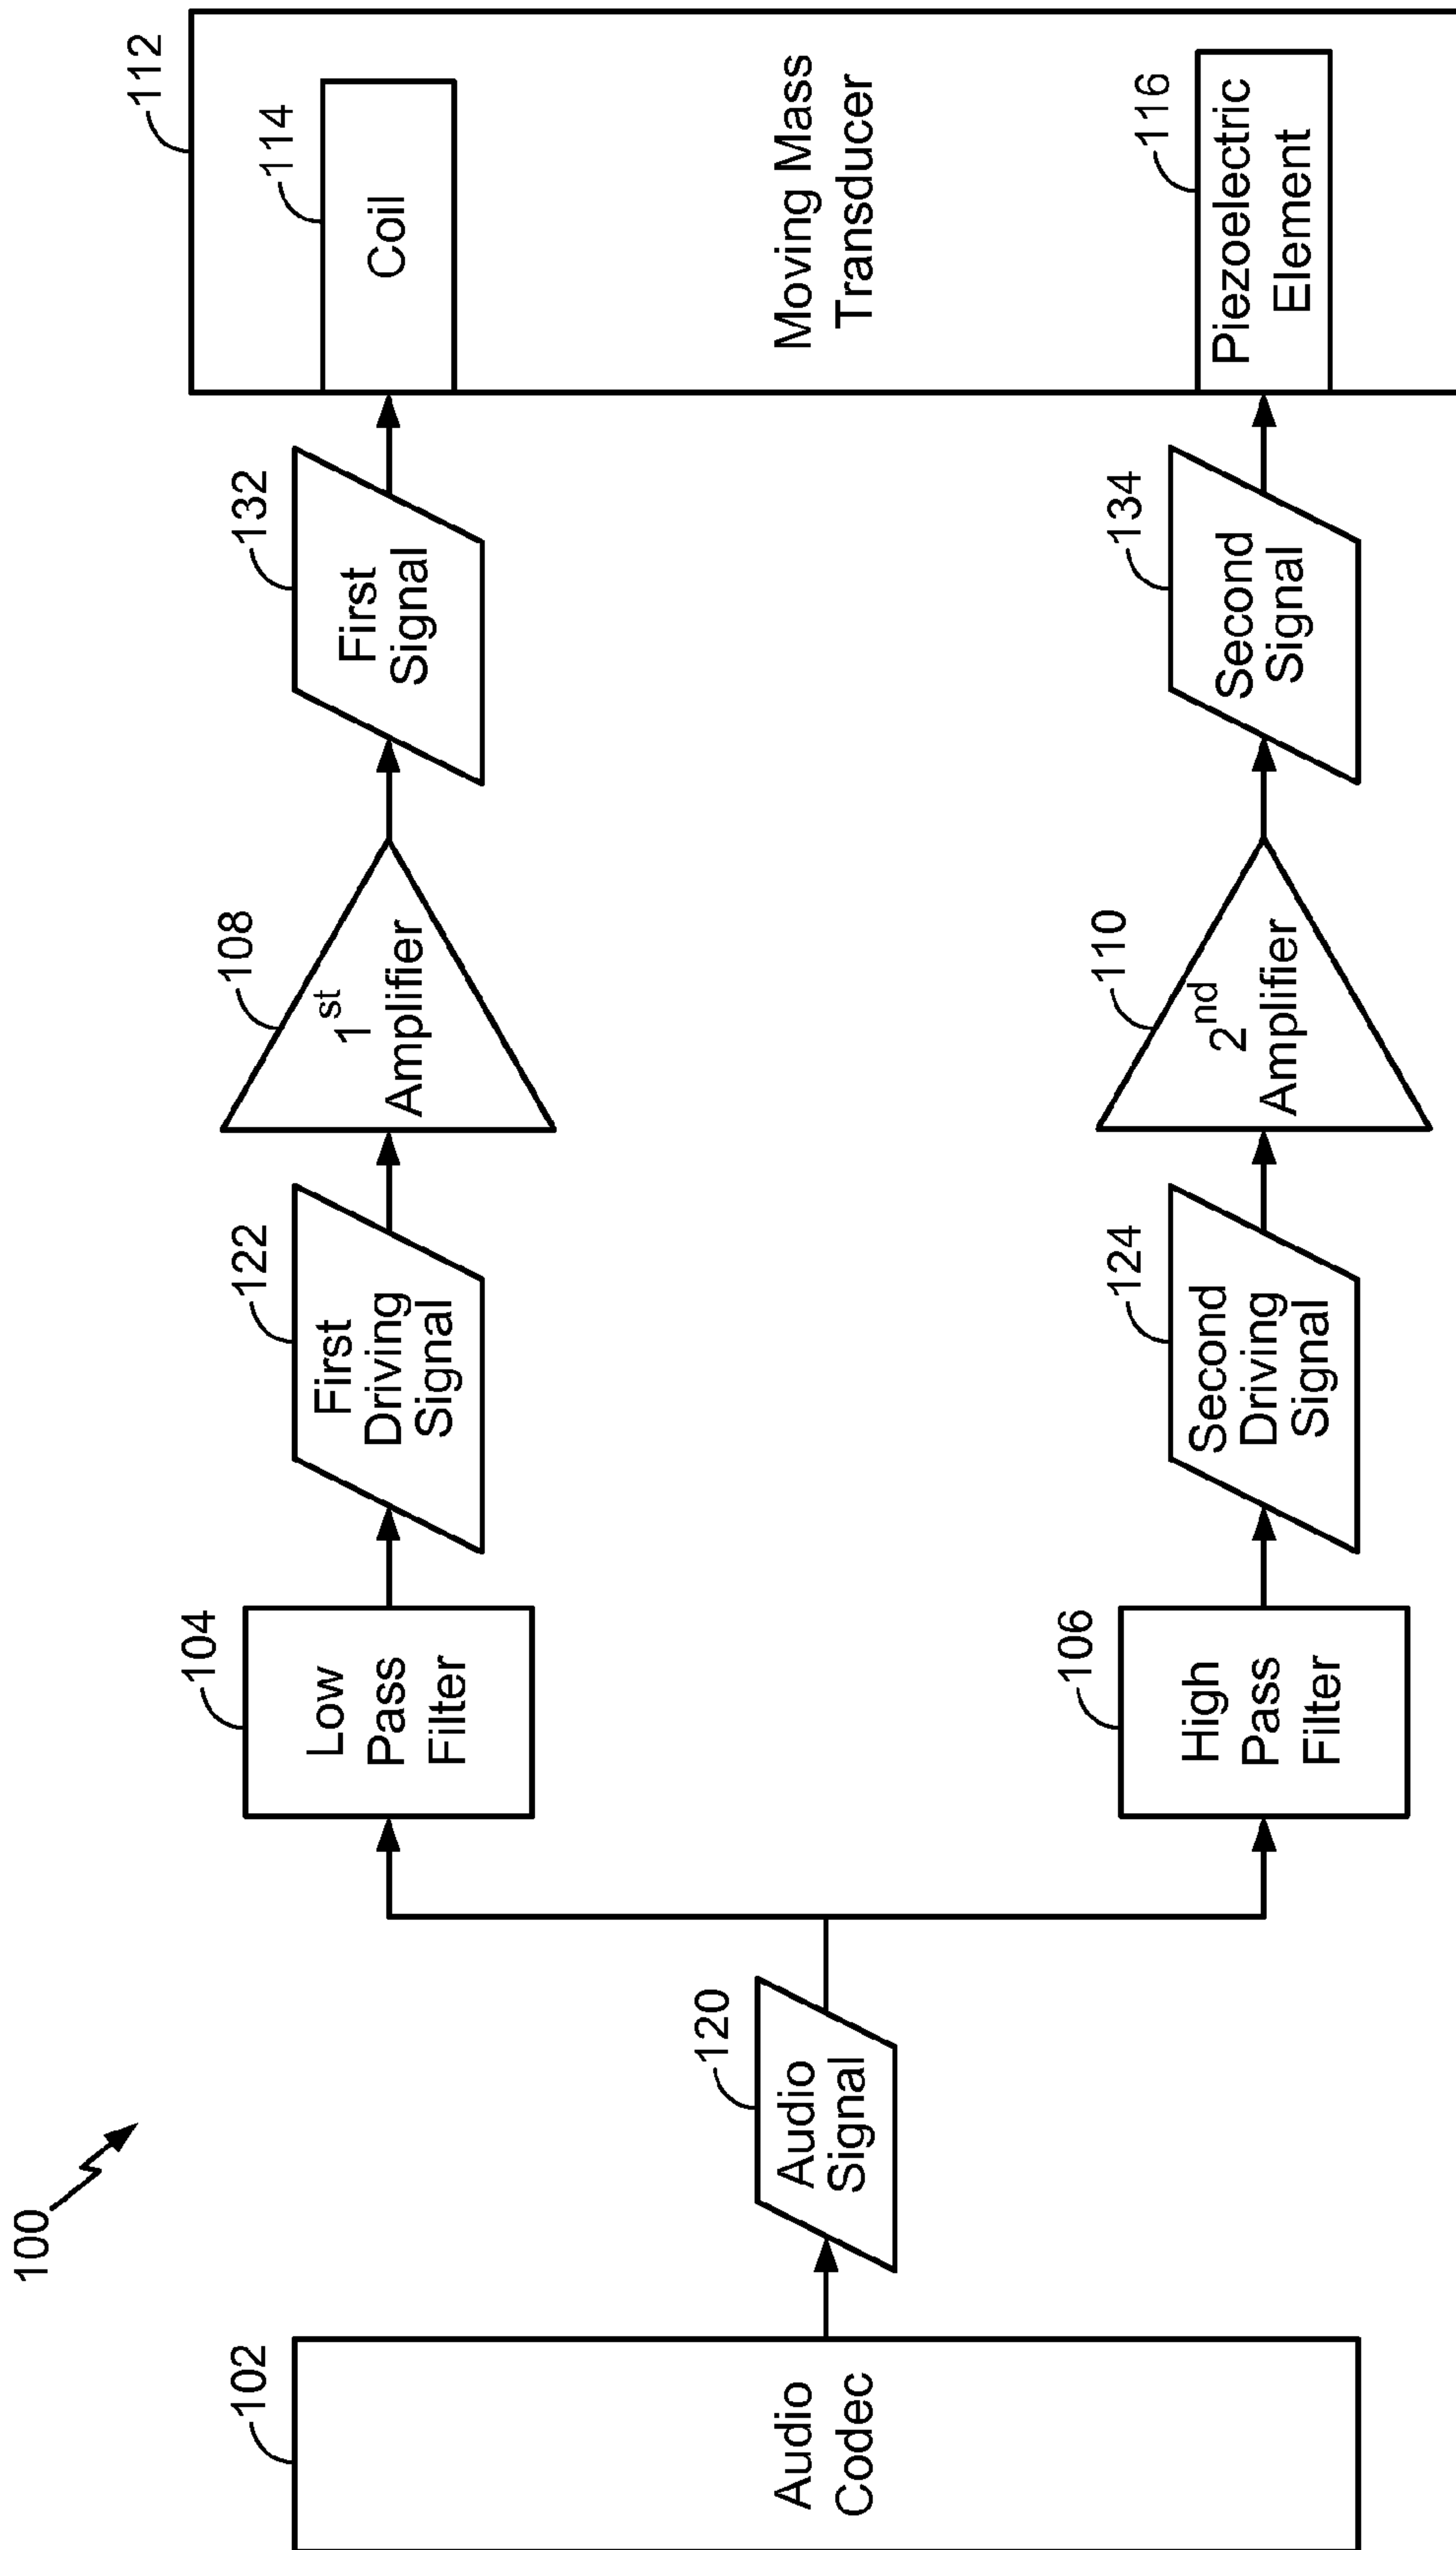 100
102
Audio
Codec
120
Audio
Signal
104
Low
Pass
Filter
122
First
Driving
Signal
108
1st
Amplifier
132
First
Signal
112
114
Coil
Moving Mass
Transducer
106
High
Pass
Filter
124
Second
Driving
Signal
110
2nd
Amplifier
134
Second
Signal
116
Piezoelectric
Element